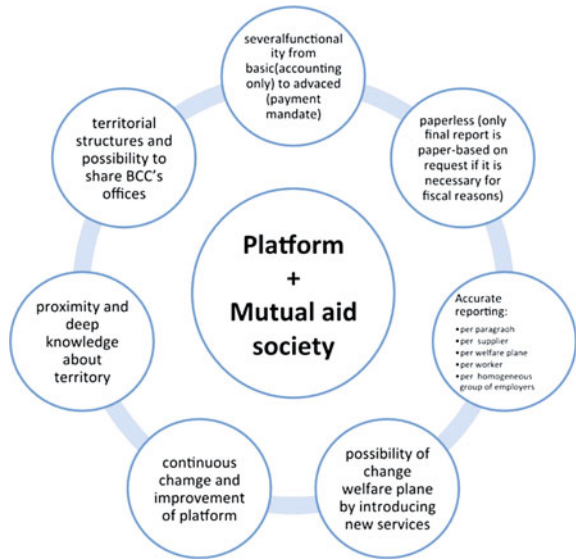 severalfunctional
ity from
basic(accounting
only) to advaced
(payment
mandate)
paperless (only
final report is
paper-based on
request if it is
necessary for
fiscal reasons)
Accurate
reporting:
•per paragraoh
•per supplier
•per welfare plane
•per worker
•per homogeneous
group of employers
possibility of
change
welfare plane
by introducing
new services
continuous
chamge and
improvement
of platform
proximity and
deep
knowledge
about
territory
territorial
structures and
possibility to
share BCC's
offices
Platform
+
Mutual aid
society